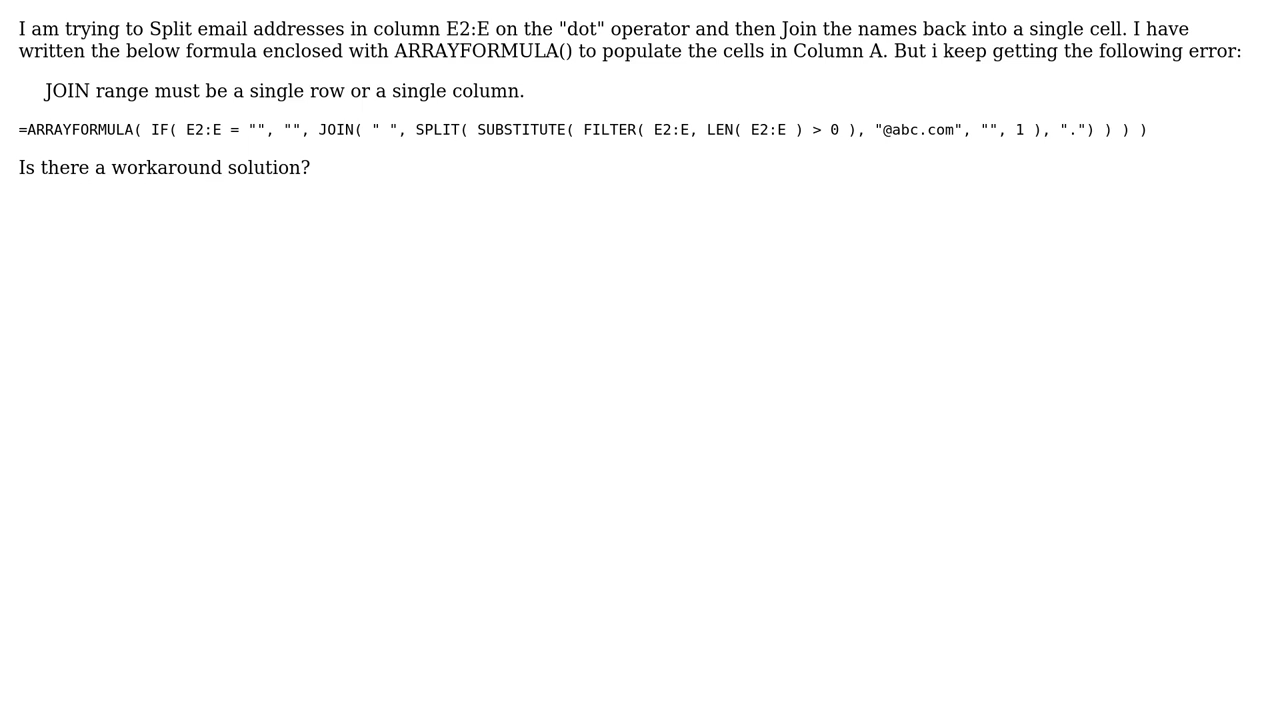 I am trying to Split email addresses in column E2:E on the "dot" operator and then Join the names back into a single cell. I have
written the below formula enclosed with ARRAYFORMULA() to populate the cells in Column A. But i keep getting the following error:
JOIN range must be a single row or a single column.
=ARRAYFORMULA( IF( E2:E = "", "", JOIN( " ", SPLIT( SUBSTITUTE( FILTER( E2:E, LEN( E2:E ) > 0 ), "@abc.com", "", 1 ), ".") ) ) )
Is there a workaround solution?